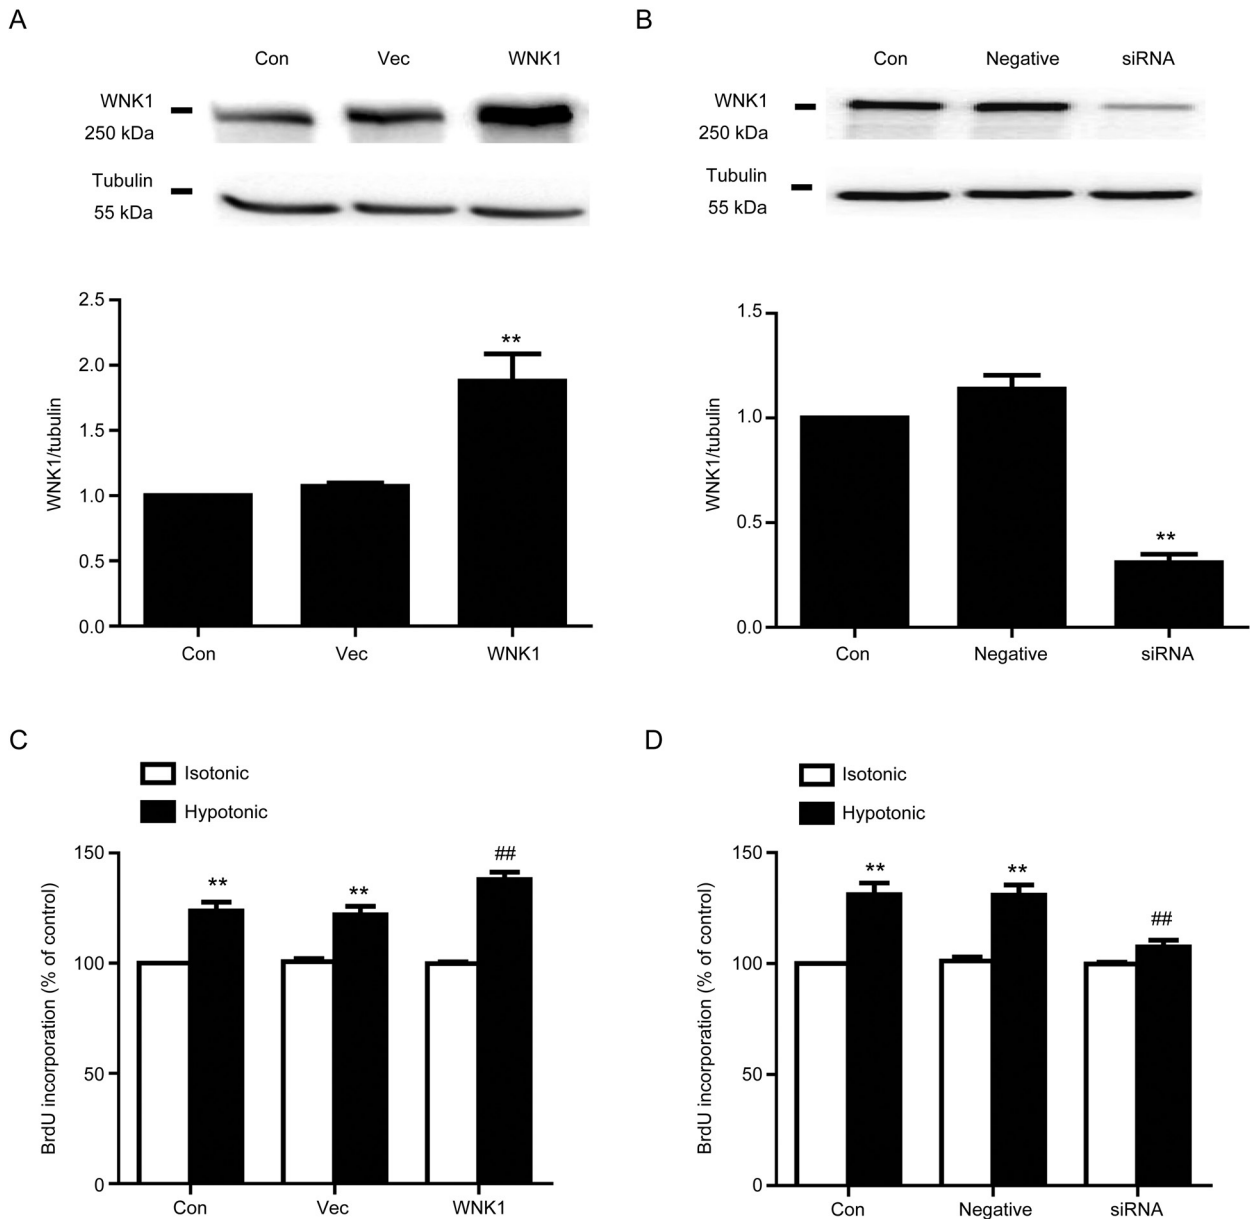 A
Con Vec WNK1
WNK1
250 kDa
Tubulin
55 kDa
2.5
2.0
1.5
1.0
0.5
0.0
WNK1/tubulin
**
Con Vec WNK1
B
Con Negative siRNA
WNK1
250 kDa
Tubulin
55 kDa
1.5
1.0
0.5
0.0
WNK1/tubulin
**
Con Negative siRNA
C
Isotonic
Hypotonic
150
100
50
0
BrdU incorporation (% of control)
** ** ##
Con Vec WNK1
D
Isotonic
Hypotonic
150
100
50
0
BrdU incorporation (% of control)
** ** ##
Con Negative siRNA